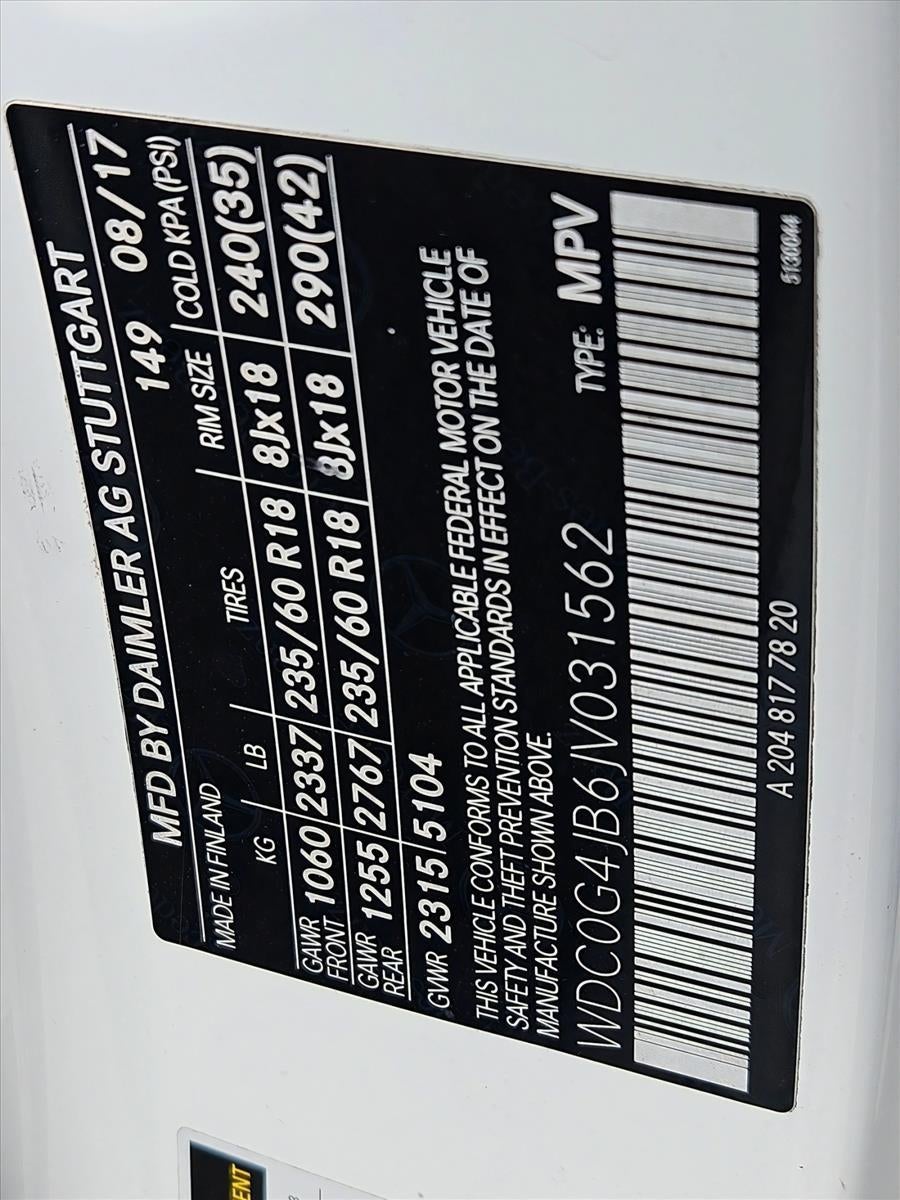 MFD BY DAIMLER AG STUTTGART
MADE IN FINLAND 149 08/17
KG LB TIRES RIM SIZE COLD KPA(PSI)
GAWR FRONT 1060 2337 235/60 R18 8Jx18 240(35)
GAWR REAR 1255 2767 235/60 R18 8Jx18 290(42)
GVWR 2315 5104
THIS VEHICLE CONFORMS TO ALL APPLICABLE FEDERAL MOTOR VEHICLE
SAFETY AND THEFT PREVENTION STANDARDS IN EFFECT ON THE DATE OF
MANUFACTURE SHOWN ABOVE.
WDC0G4JB6JV031562 TYPE: MPV
A 204 817 78 20 5130044